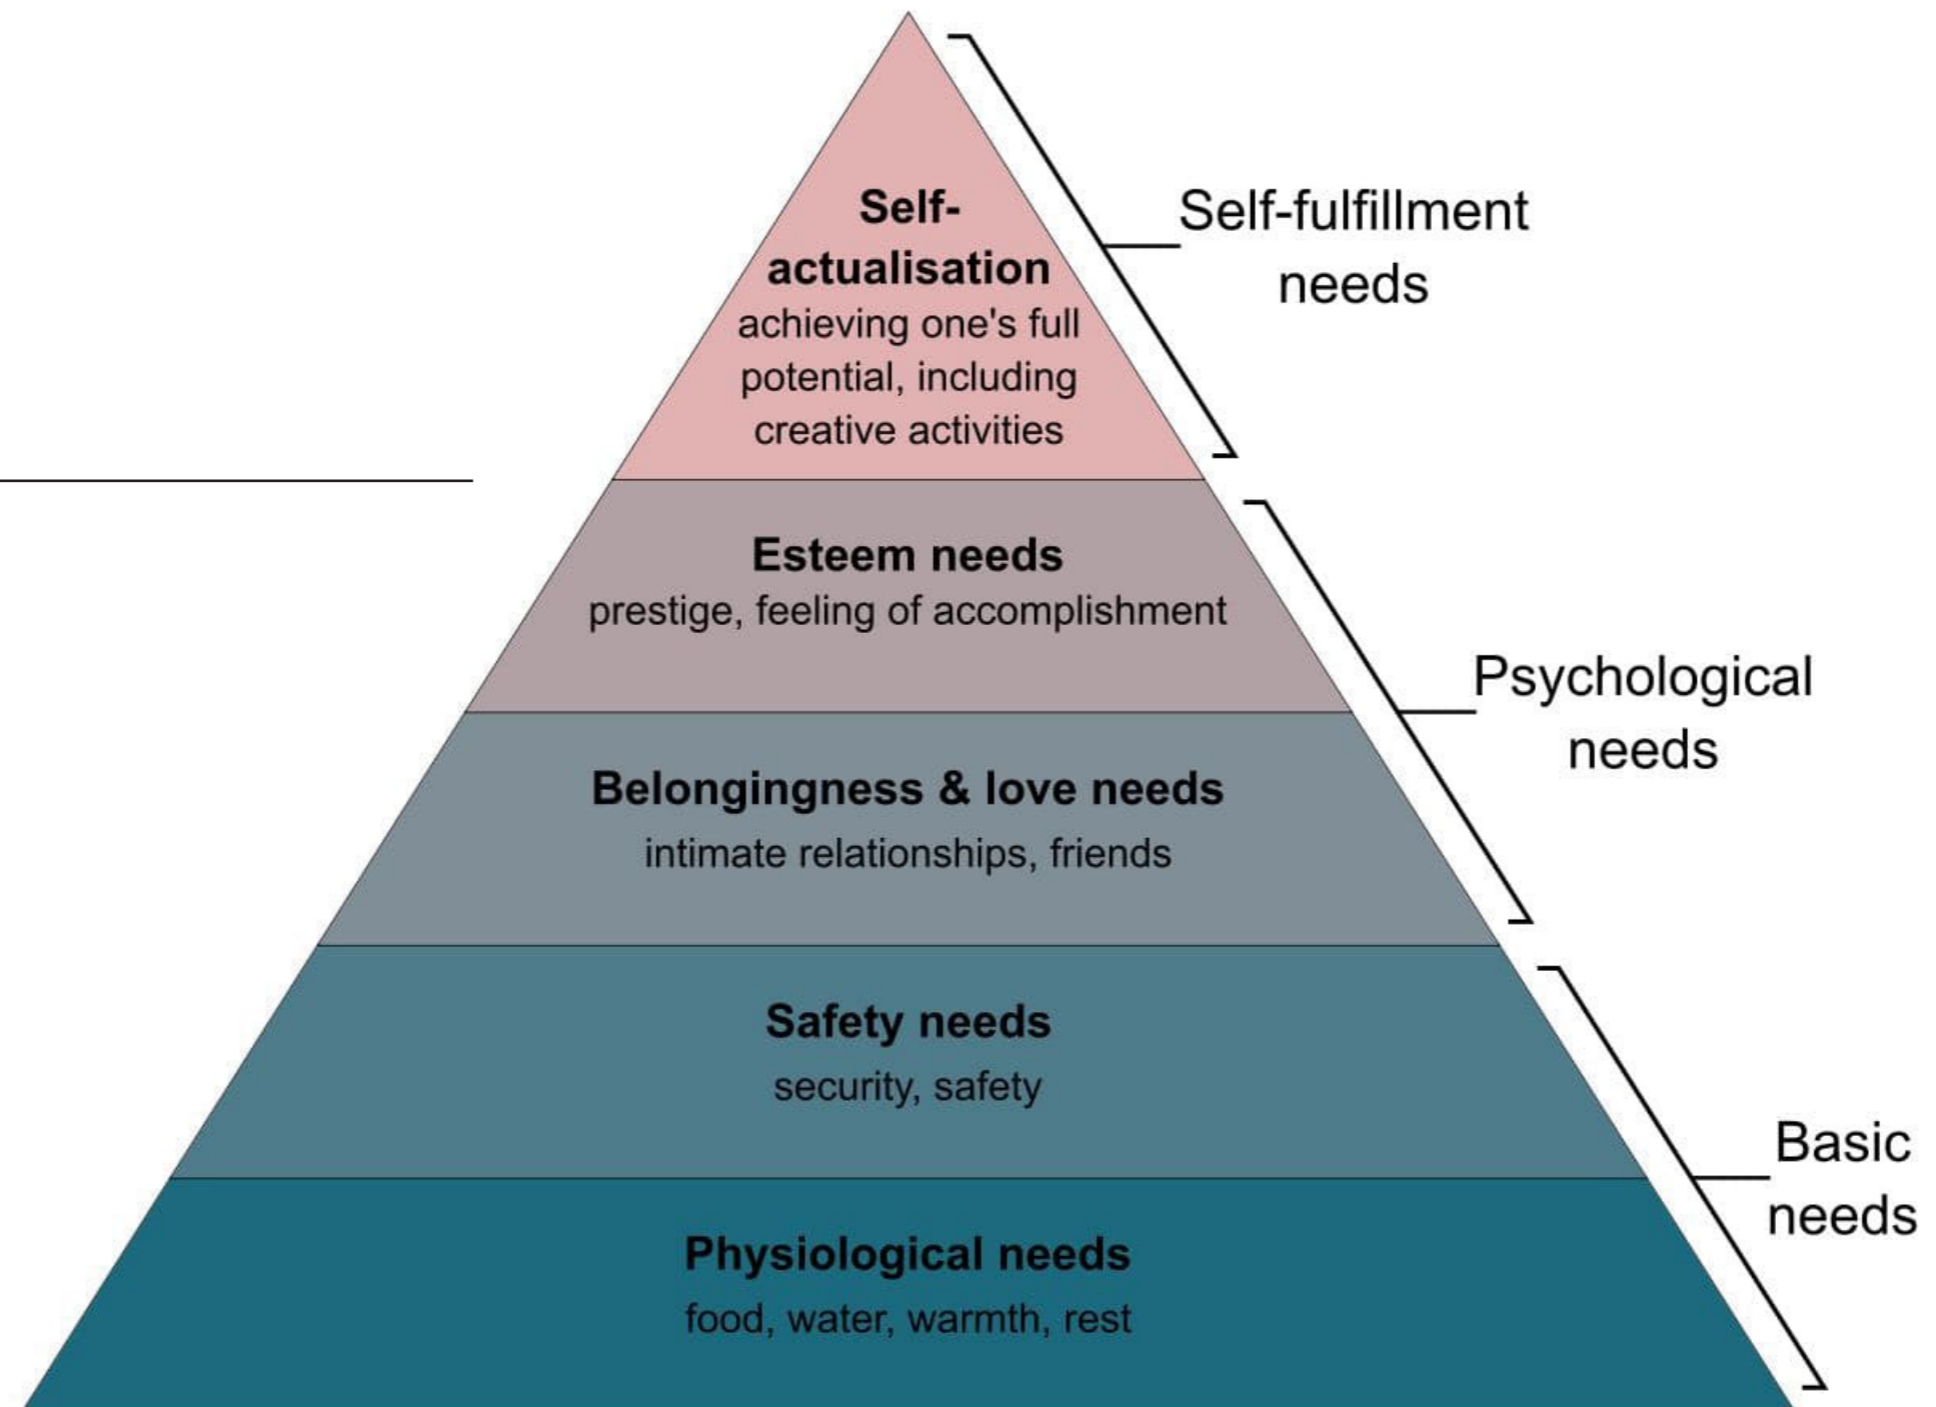 Self-
actualisation
achieving one's full
potential, including
creative activities
Self-fulfillment
needs
Esteem needs
prestige, feeling of accomplishment
Psychological
needs
Belongingness & love needs
intimate relationships, friends
Safety needs
security, safety
Basic
needs
Physiological needs
food, water, warmth, rest